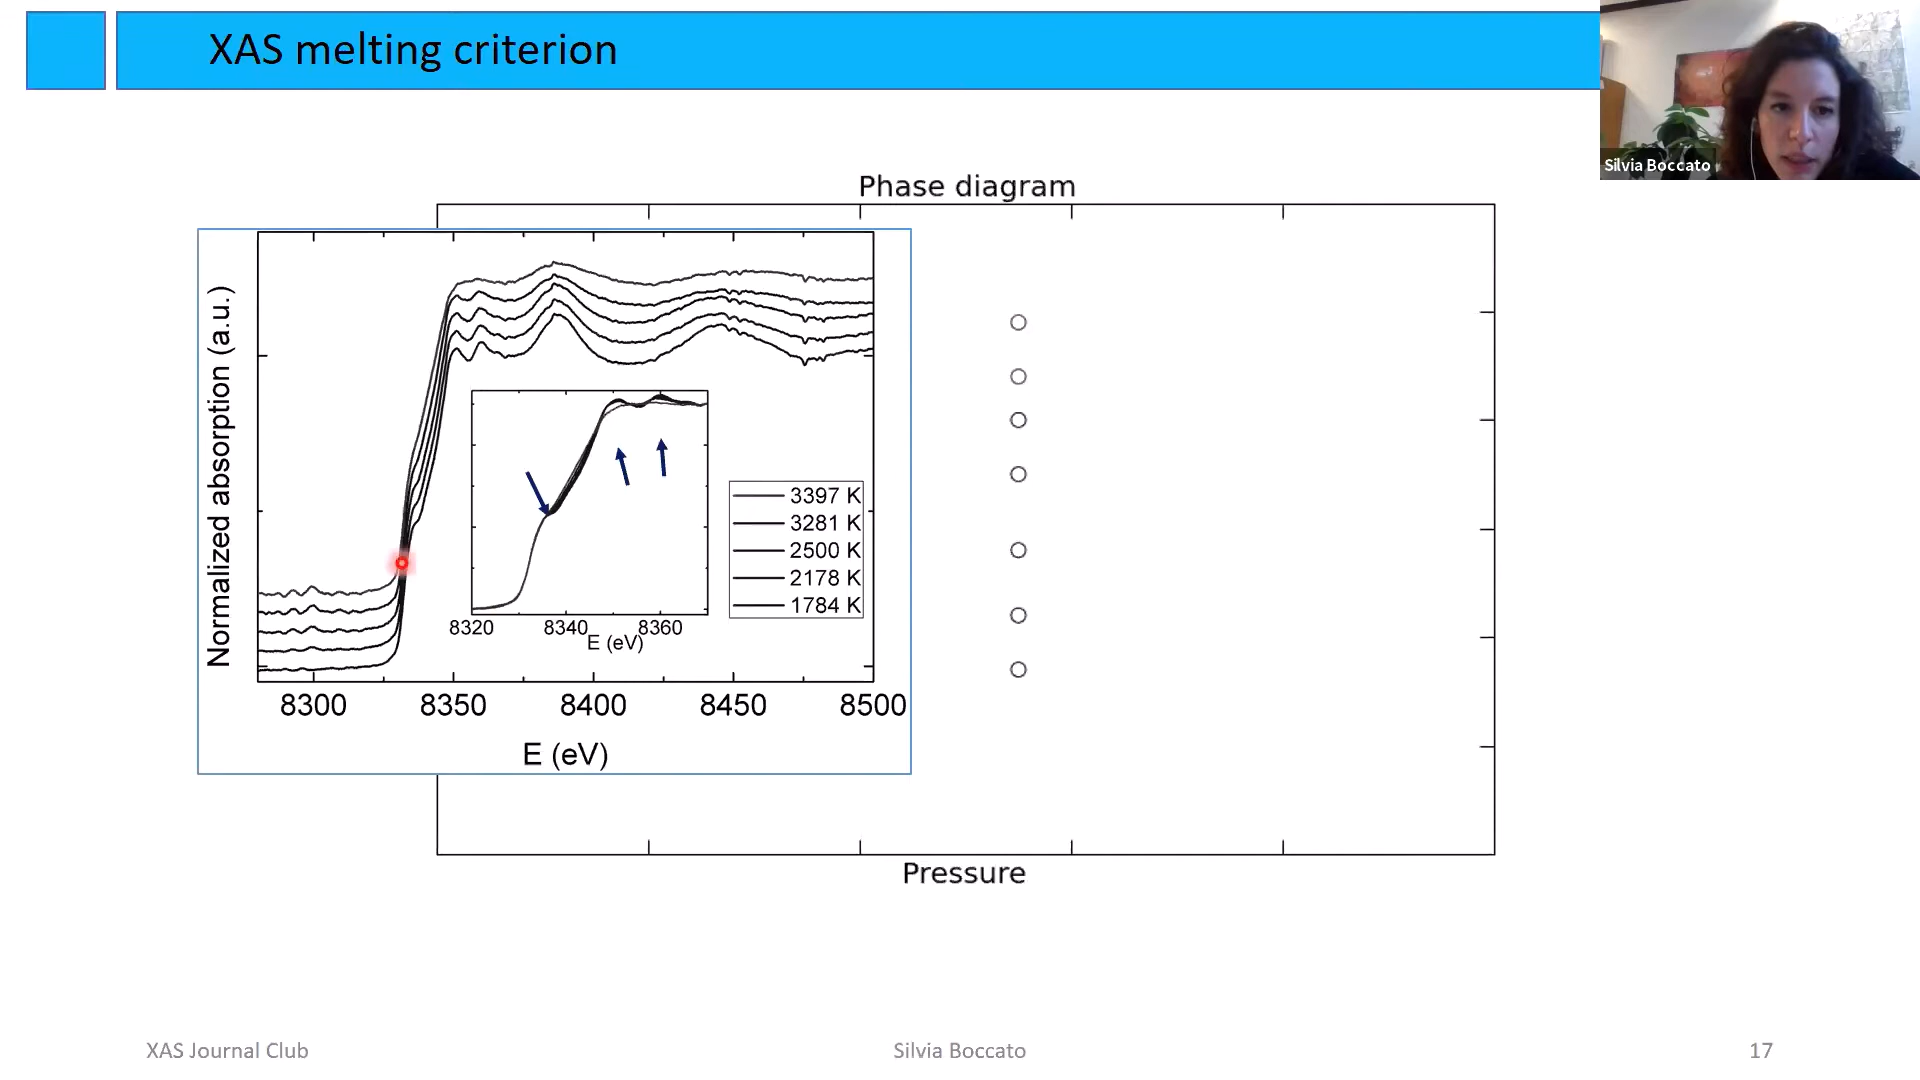 XAS melting criterion
Silvia Boccato
Phase diagram
Normalized absorption (a.u.)
3397 K
3281 K
2500 K
2178 K
1784 K
8320 8340 8360
E (eV)
8300 8350 8400 8450 8500
E (eV)
Pressure
XAS Journal Club
Silvia Boccato
17